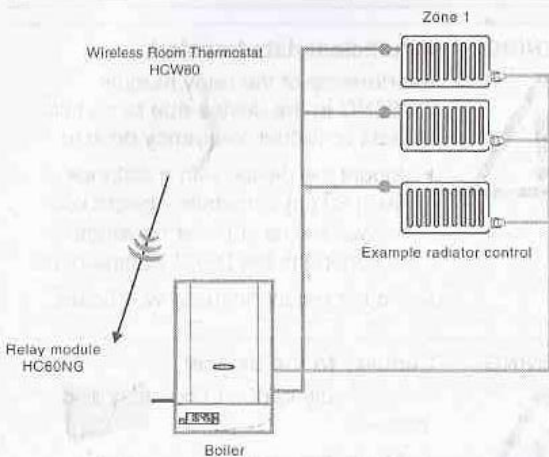 Zone 1
Wireless Room Thermostat
HCW80
Example radiator control
Relay module
HC60NG
Boiler